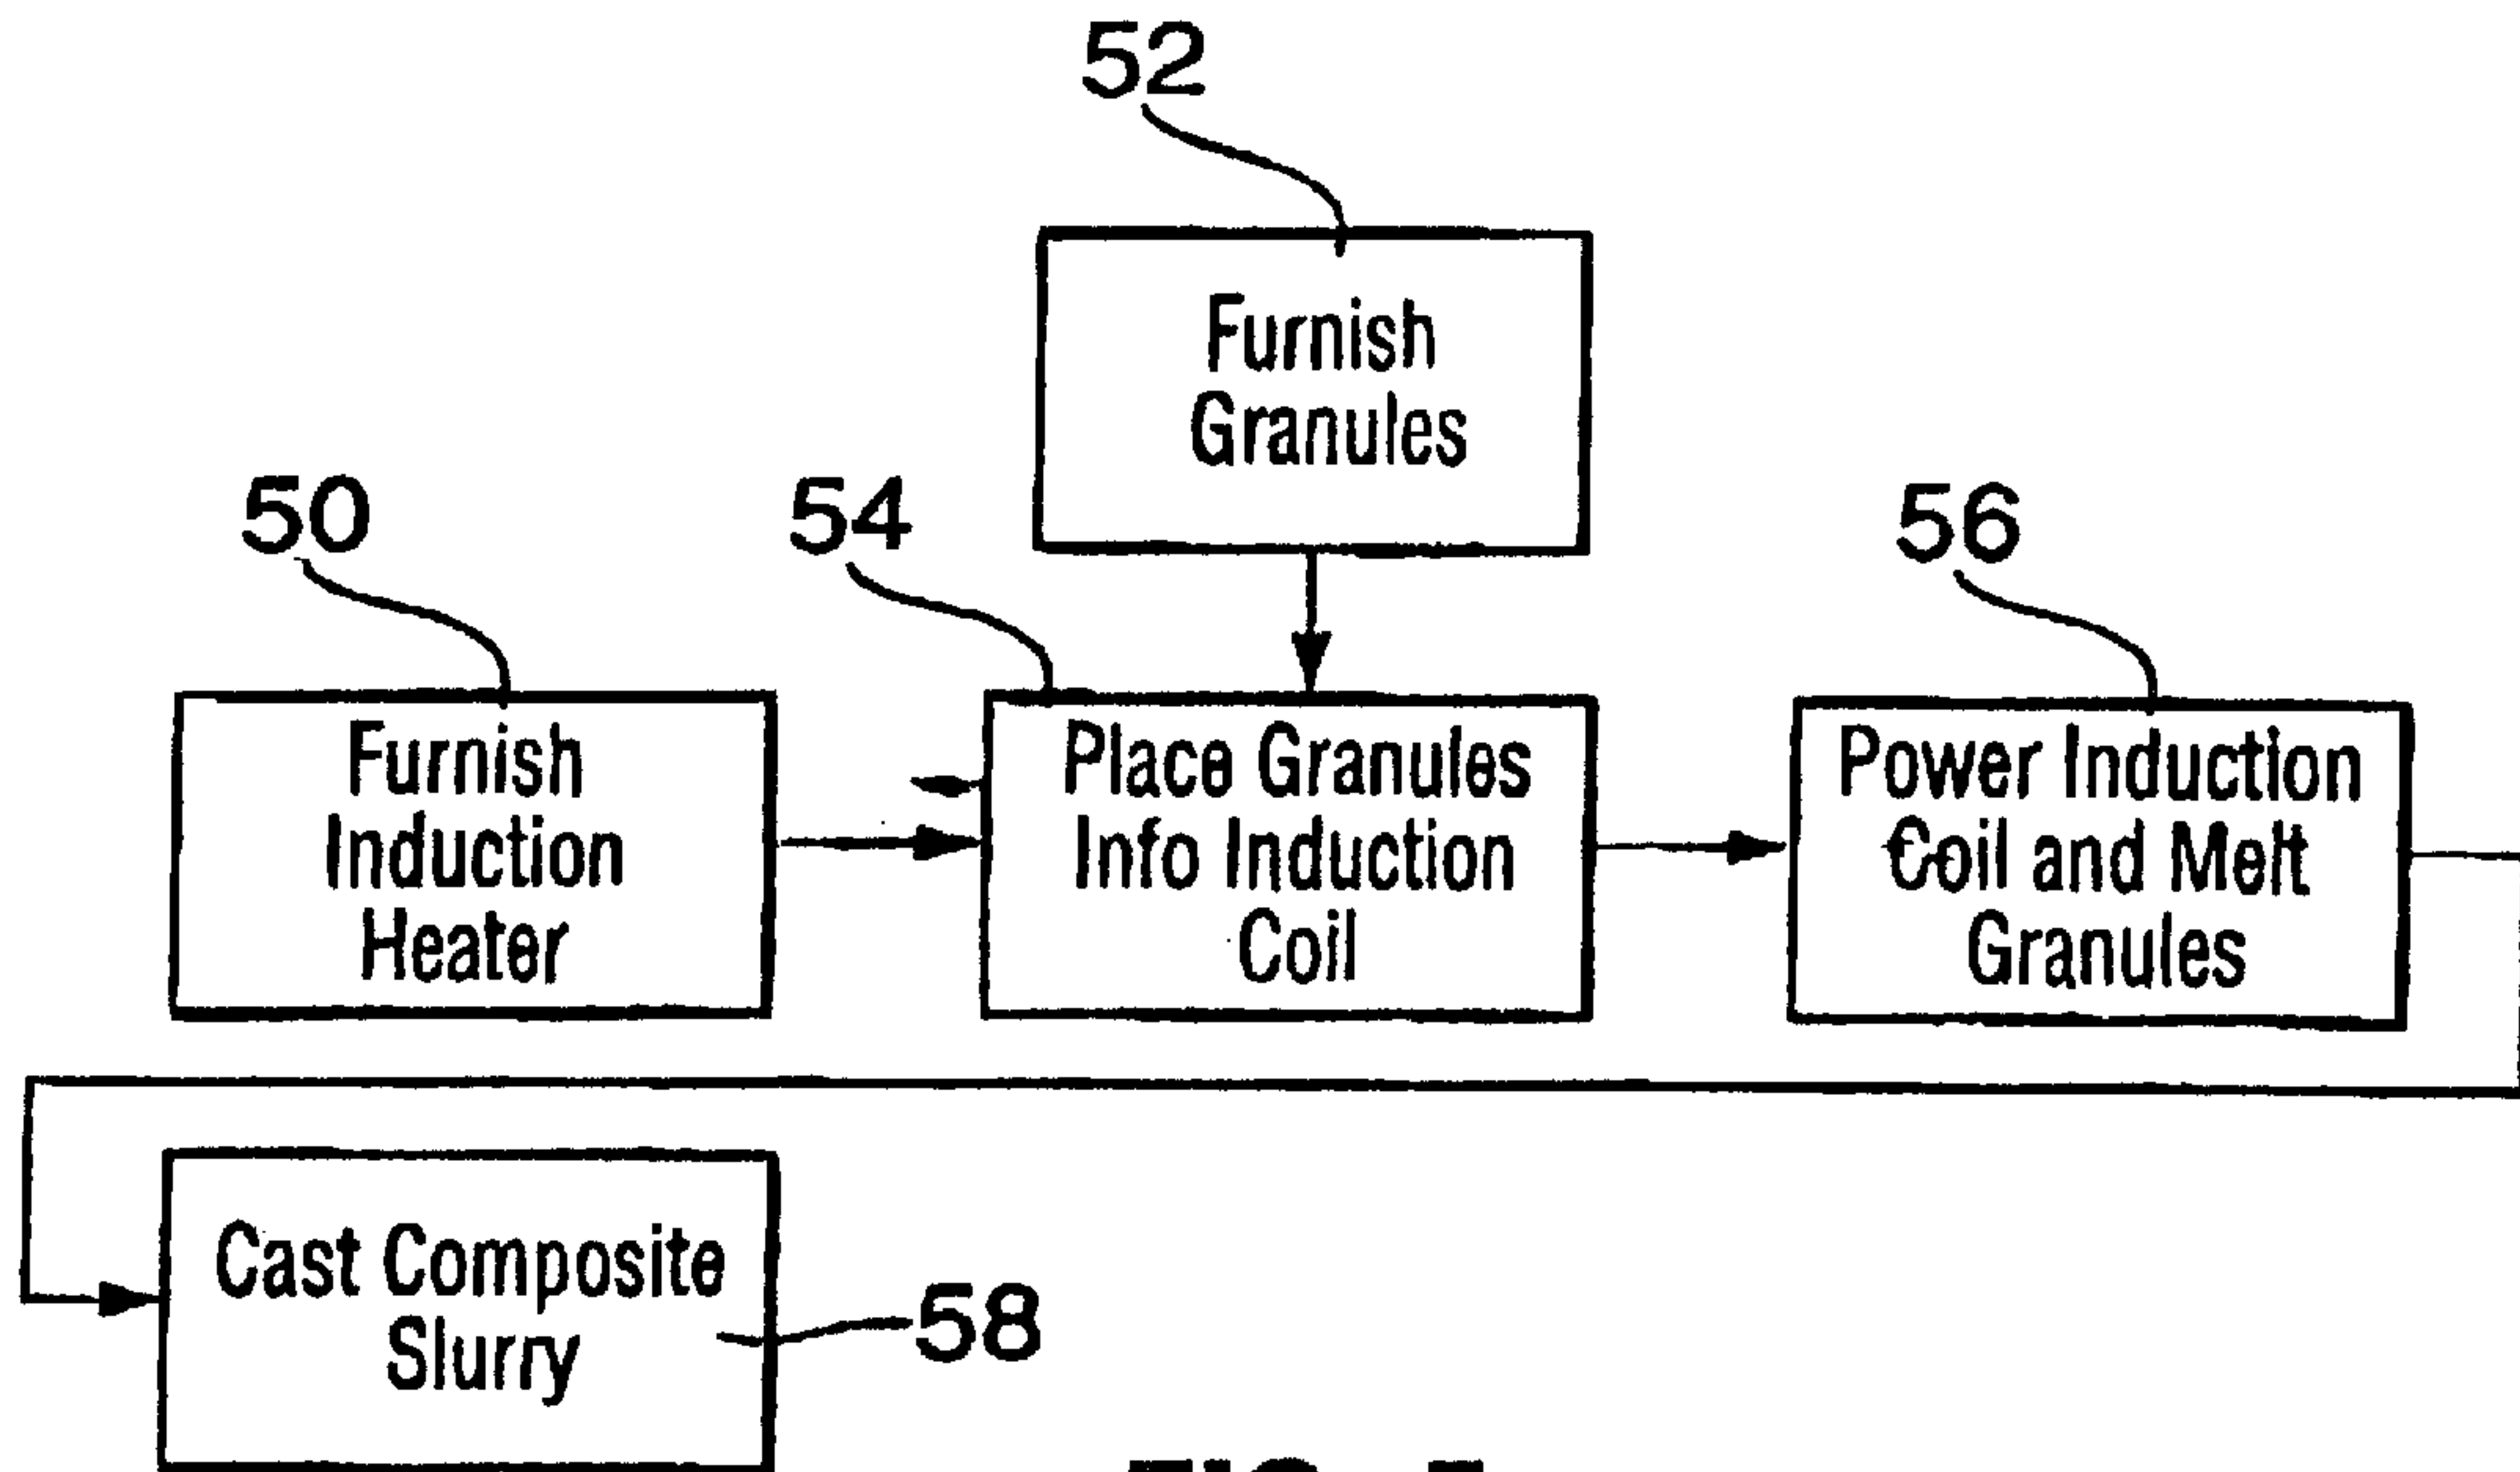 52
Furnish
Granules
50
54
56
Furnish
Induction
Heater
Place Granules
Info Induction
Coil
Power Induction
Coil and Melt
Granules
Cast Composite
Slurry
58